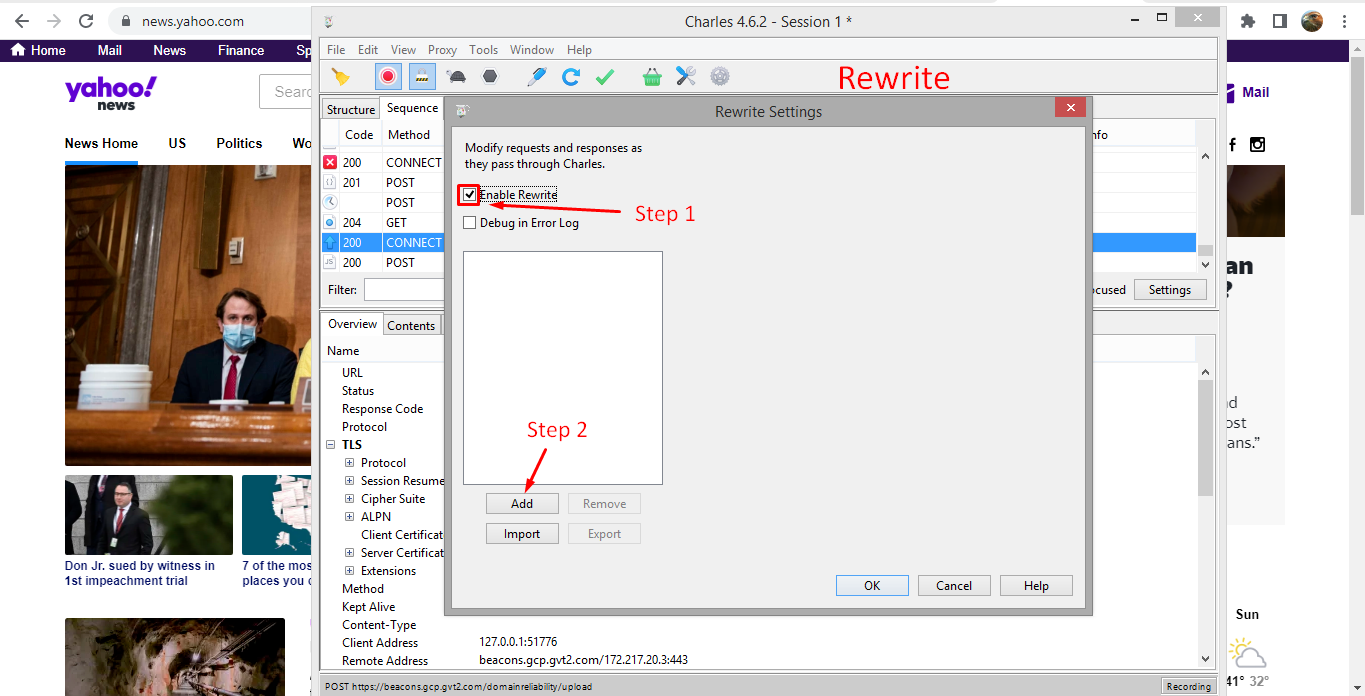 news.yahoo.com
Home Mail News Finance Sp
yahoo!
news
Sear
Mail
News Home US Politics Wo
Don Jr. sued by witness in
1st impeachment trial
7 of the mos
places you c
Charles 4.6.2 - Session 1 *
File Edit View Proxy Tools Window Help
Rewrite
Structure Sequence
Code Method nfo
200 CONNECT
201 POST
POST
204 GET
200 CONNECT
200 POST
Filter: ocused Settings
Overview Contents
Name
URL
Status
Response Code
Protocol
TLS
Protocol
Session Resume
Cipher Suite
ALPN
Client Certificat
Server Certificat
Extensions
Method
Kept Alive
Content-Type
Client Address 127.0.0.1:51776
Remote Address beacons.gcp.gvt2.com/172.217.20.3:443
POST https://beacons.gcp.gvt2.com/domainreliability/upload Recording
Rewrite Settings
Modify requests and responses as
they pass through Charles.
Enable Rewrite
Step 1
Debug in Error Log
Step 2
Add Remove
Import Export
OK Cancel Help
an
?
d
ost
ans.”
Sun
41° 32°